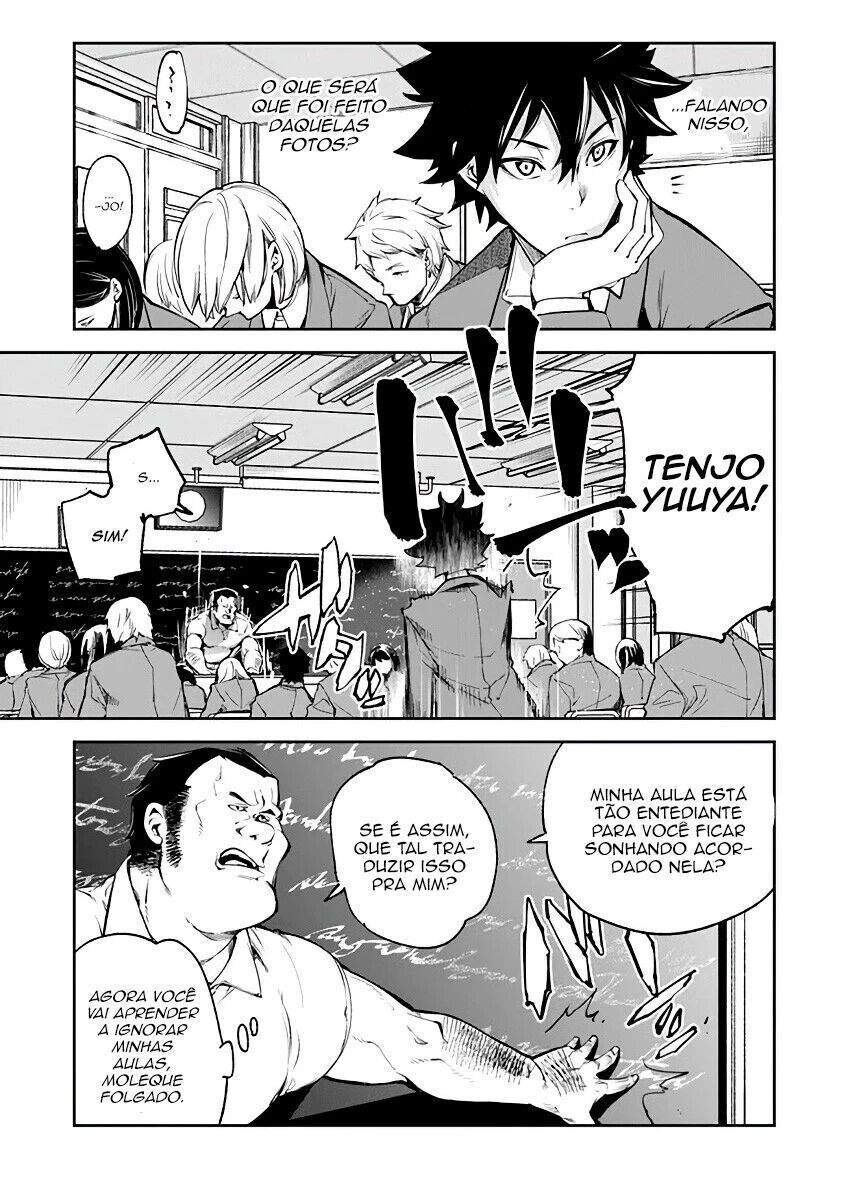 ...FALANDO
NISSO,
O QUE SERÁ
QUE FOI FEITO
DAQUELAS
FOTOS?
...
-JO!
TENJO
YUUYA!
S...
SIM!
ガタ!!
MINHA AULA ESTÁ
TÃO ENTEDIANTE
PARA VOCÊ FICAR
SONHANDO ACOR-
DADO NELA?
SE É ASSIM,
QUE TAL TRA-
DUZIR ISSO
PRA MIM?
AGORA VOCÊ
VAI APRENDER
A IGNORAR
MINHAS
AULAS,
MOLEQUE
FOLGADO.